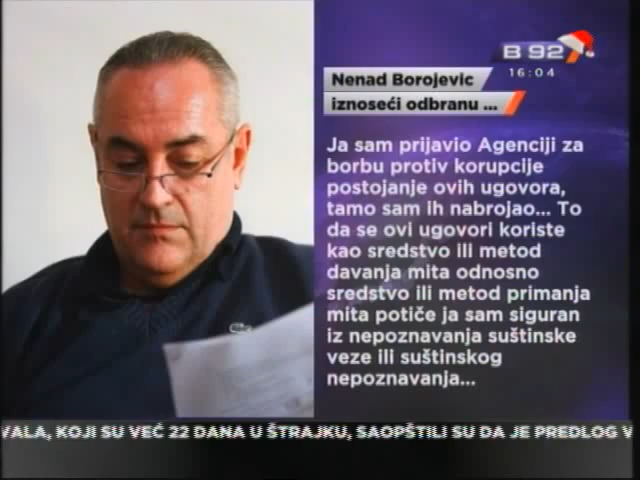 B 92
16:04
Nenad Borojevic
iznoseći odbranu ...
Ja sam prijavio Agenciji za
borbu protiv korupcije
postojanje ovih ugovora,
tamo sam ih nabrojao... To
da se ovi ugovori koriste
kao sredstvo ili metod
davanja mita odnosno
sredstvo ili metod primanja
mita potiče ja sam siguran
iz nepoznavanja suštinske
veze ili suštinskog
nepoznavanja...
VALA, KOJI SU VEĆ 22 DANA U ŠTRAJKU, SAOPŠTILI SU DA JE PREDLOG V